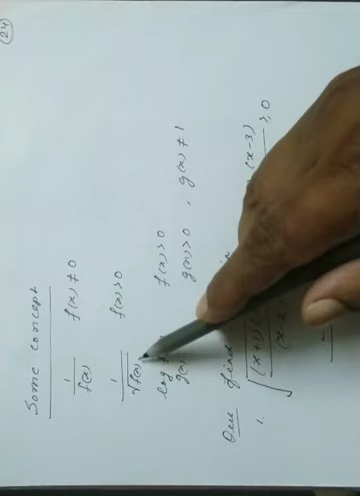 24
Some concept
1/f(x) f(x) ≠ 0
1/√f(x) f(x) > 0
log f(x) > 0
g(x) g(x) > 0 , g(x) ≠ 1
Que find
1. √(x+1) (x-3) ≥ 0
(x-